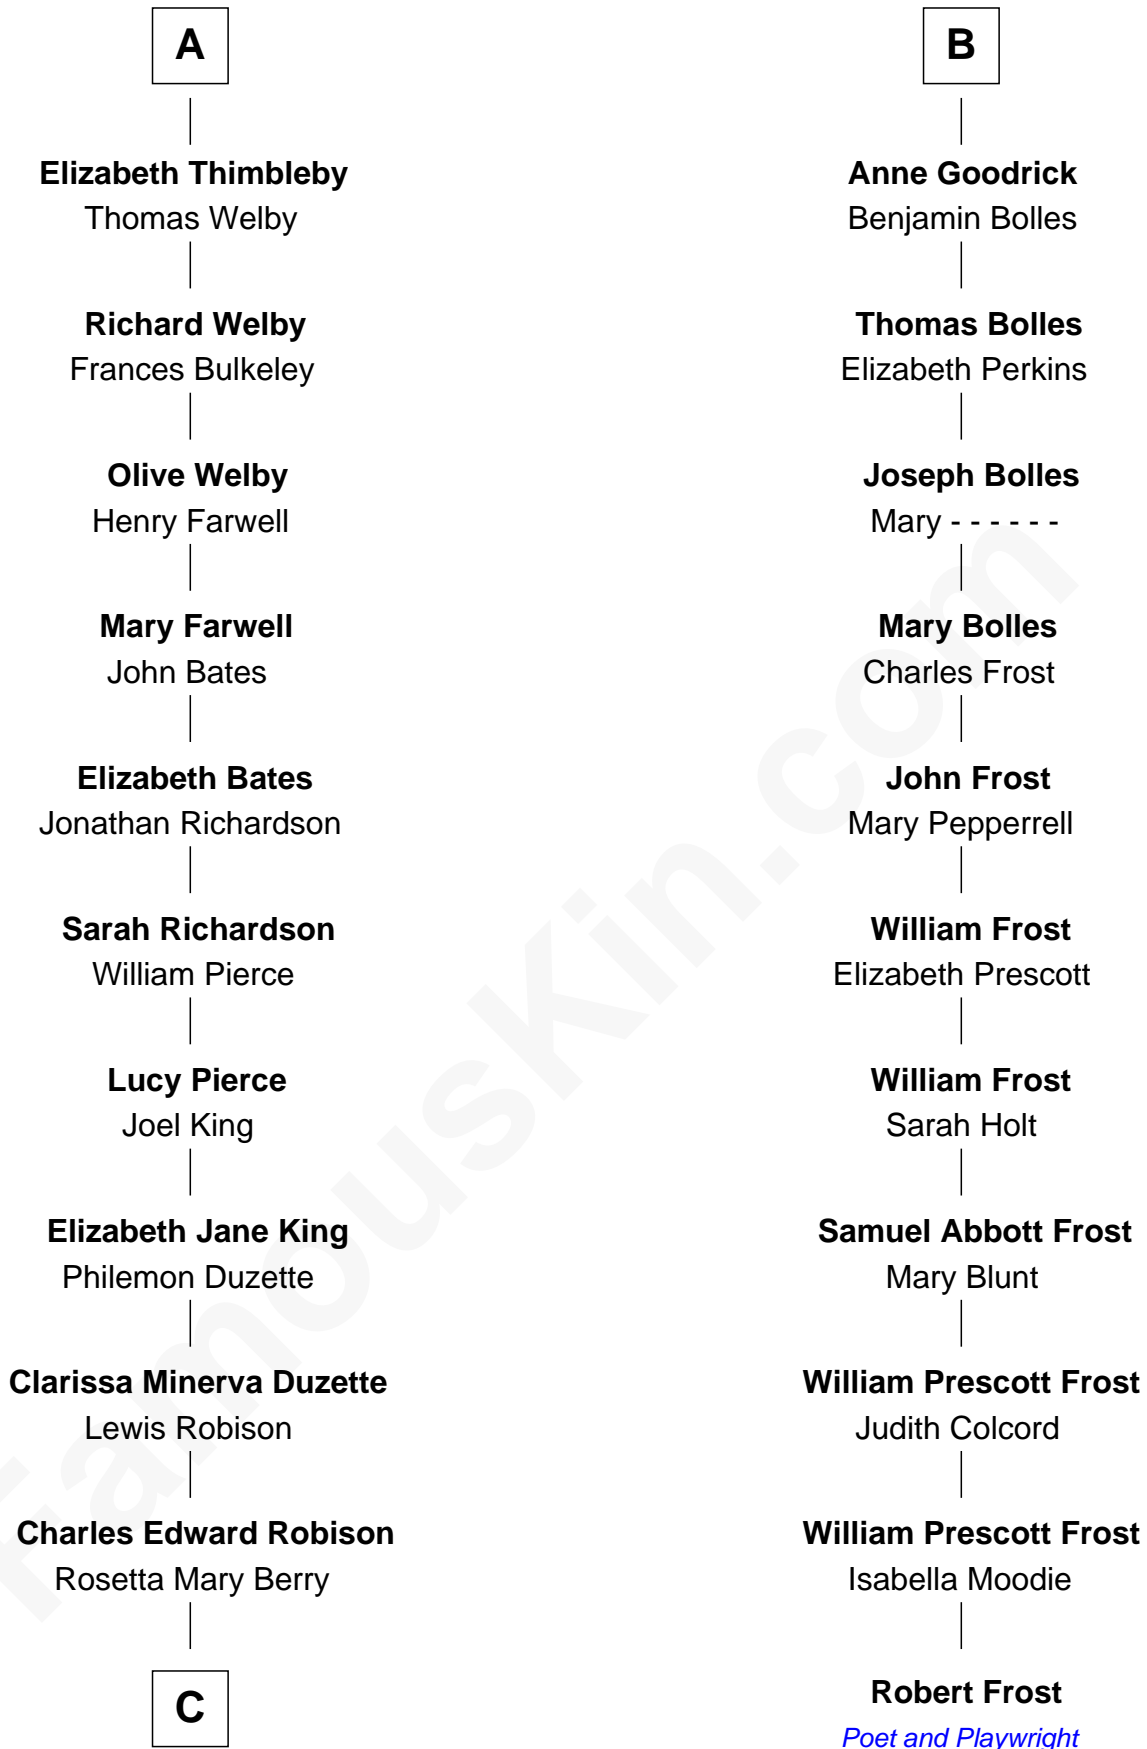 A
Elizabeth Thimbleby
Thomas Welby
Richard Welby
Frances Bulkeley
Olive Welby
Henry Farwell
Mary Farwell
John Bates
Elizabeth Bates
Jonathan Richardson
Sarah Richardson
William Pierce
Lucy Pierce
Joel King
Elizabeth Jane King
Philemon Duzette
Clarissa Minerva Duzette
Lewis Robison
Charles Edward Robison
Rosetta Mary Berry
C
B
Anne Goodrick
Benjamin Bolles
Thomas Bolles
Elizabeth Perkins
Joseph Bolles
Mary - - - - - -
Mary Bolles
Charles Frost
John Frost
Mary Pepperrell
William Frost
Elizabeth Prescott
William Frost
Sarah Holt
Samuel Abbott Frost
Mary Blunt
William Prescott Frost
Judith Colcord
William Prescott Frost
Isabella Moodie
Robert Frost
Poet and Playwright
FamousKin.com